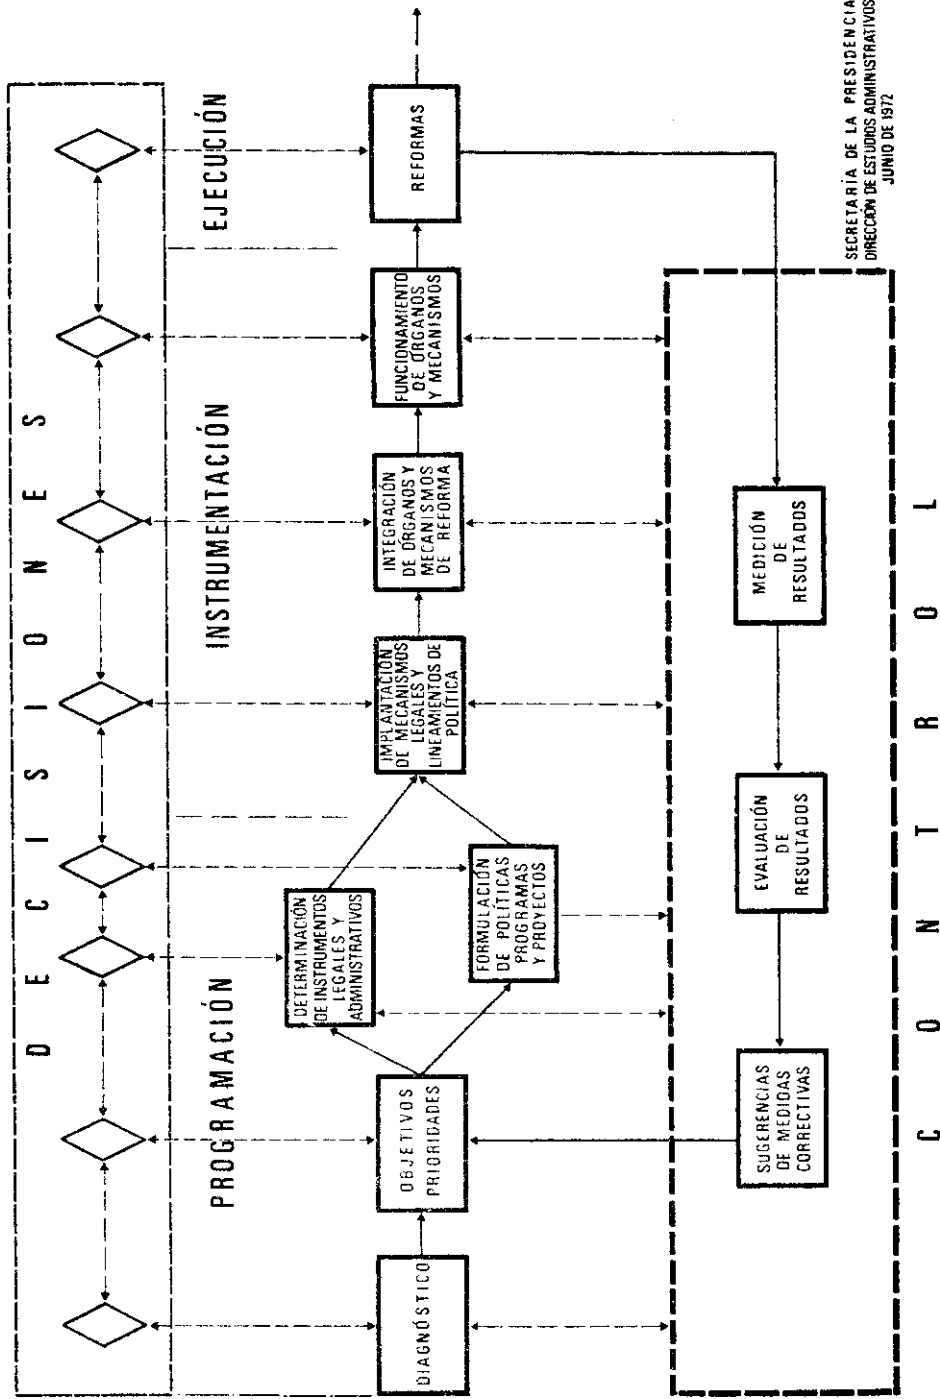 DECISIONES
PROGRAMACIÓN
INSTRUMENTACIÓN
EJECUCIÓN
DIAGNÓSTICO
OBJETIVOS
PRIORIDADES
DETERMINACIÓN
DE INSTRUMENTOS
LEGALES Y
ADMINISTRATIVOS
FORMULACIÓN
DE POLÍTICAS
PROGRAMAS
Y PROYECTOS
IMPLANTACIÓN
DE MECANISMOS
LEGALES Y
LINEAMIENTOS DE
POLÍTICA
INTEGRACIÓN
DE ÓRGANOS Y
MECANISMOS
DE REFORMA
FUNCIONAMIENTO
DE ÓRGANOS
Y MECANISMOS
REFORMAS
SUGERENCIAS
DE MEDIDAS
CORRECTIVAS
EVALUACIÓN
DE
RESULTADOS
MEDICIÓN
DE
RESULTADOS
CONTROL
SECRETARÍA DE LA PRESIDENCIA
DIRECCIÓN DE ESTUDIOS ADMINISTRATIVOS
JUNIO DE 1972